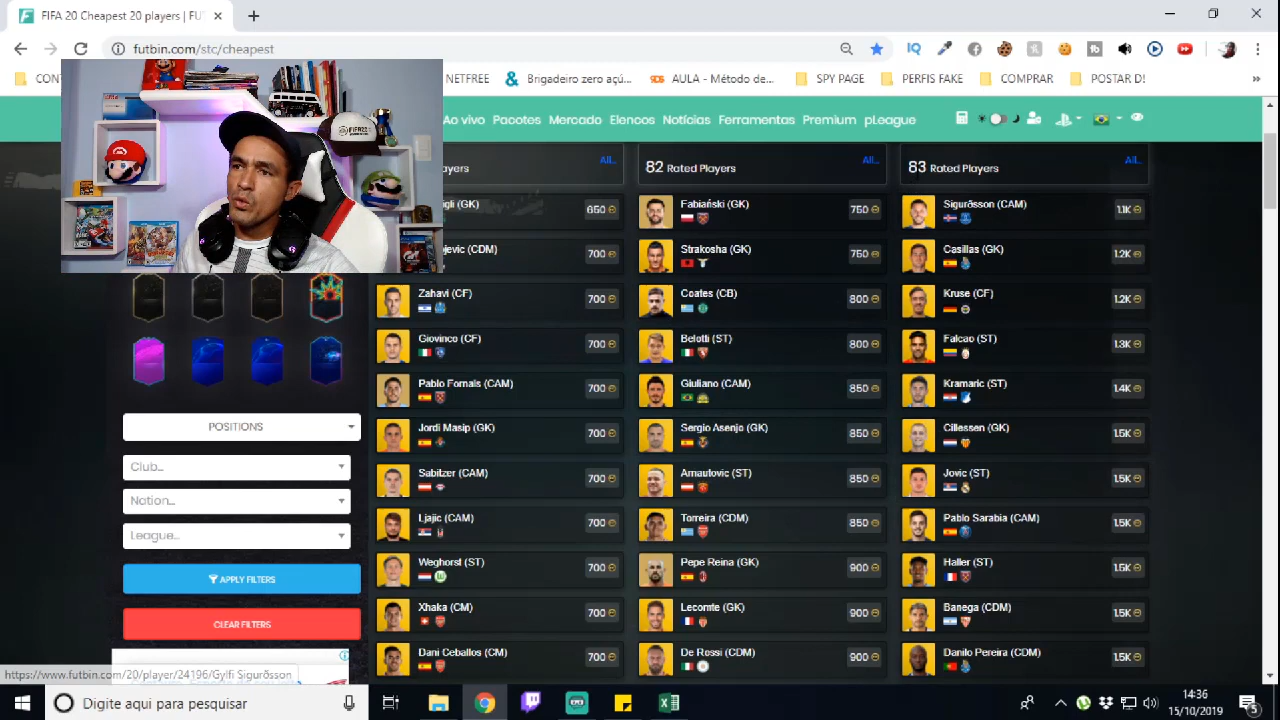 FIFA 20 Cheapest 20 players | FUT
futbin.com/stc/cheapest
IQ
NETFREE
Brigadeiro zero açú...
AULA - Método de...
SPY PAGE
PERFIS FAKE
COMPRAR
POSTAR D!
Ao vivo Pacotes Mercado Elencos Notícias Ferramentas Premium pLeague
All...
82 Rated Players All...
83 Rated Players All...
(GK) 650
Fabiański (GK) 750
Sigurðsson (CAM) 1.1K
(CDM) 700
Strakosha (GK) 750
Casillas (GK) 1.2K
Zahavi (CF) 700
Coates (CB) 800
Kruse (CF) 1.2K
Giovinco (CF) 700
Belotti (ST) 800
Falcao (ST) 1.3K
Pablo Fornals (CAM) 700
Giuliano (CAM) 850
Kramaric (ST) 1.4K
POSITIONS
Jordi Masip (GK) 700
Sergio Asenjo (GK) 850
Cillessen (GK) 1.5K
Club...
Sabitzer (CAM) 700
Arnautovic (ST) 850
Jovic (ST) 1.5K
Nation...
Ljajic (CAM) 700
Torreira (CDM) 850
Pablo Sarabia (CAM) 1.5K
League...
Weghorst (ST) 700
Pepe Reina (GK) 900
Haller (ST) 1.5K
APPLY FILTERS
Xhaka (CM) 700
Lecomte (GK) 900
Banega (CDM) 1.5K
CLEAR FILTERS
Dani Ceballos (CM) 700
De Rossi (CDM) 900
Danilo Pereira (CDM) 1.5K
https://www.futbin.com/20/player/24196/Gylfi Sigurðsson
Digite aqui para pesquisar
14:36
15/10/2019
5